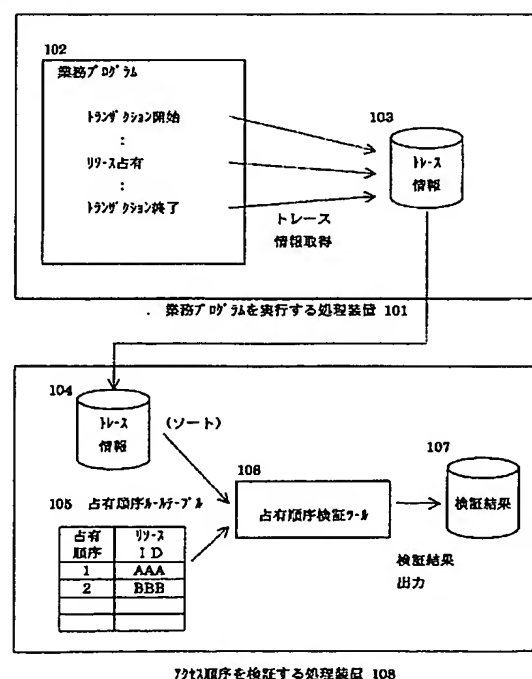 102
業務プログラム
トランザクション開始
:
リソース占有
:
トランザクション終了
103
トレース
情報
トレース
情報取得
業務プログラムを実行する処理装置 101
104
トレース
情報
(ソート)
105 占有順序ルールテーブル
占有
順序
リソース
ID
1 AAA
2 BBB
106
占有順序検証ツール
107
検証結果
検証結果
出力
アクセス順序を検証する処理装置 108